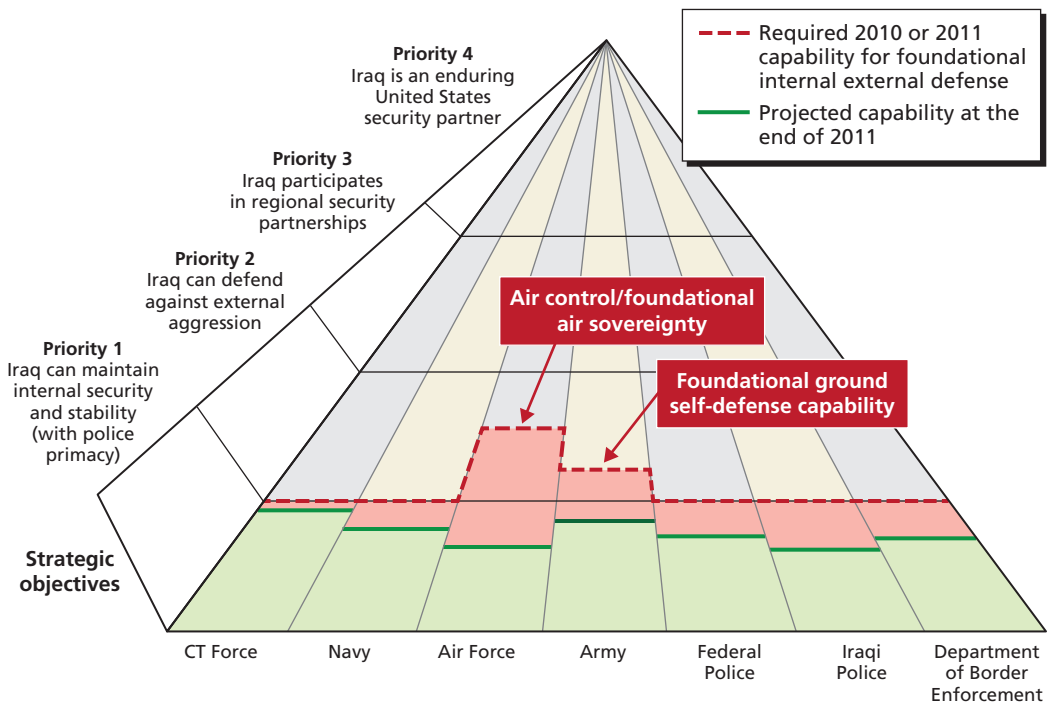 Priority 4
Iraq is an enduring
United States
security partner
Required 2010 or 2011
capability for foundational
internal external defense
Projected capability at the
end of 2011
Priority 3
Iraq participates
in regional security
partnerships
Priority 2
Iraq can defend
against external
aggression
Priority 1
Iraq can maintain
internal security
and stability
(with police
primacy)
Air control/foundational
air sovereignty
Foundational ground
self-defense capability
Strategic
objectives
CT Force
Navy
Air Force
Army
Federal
Police
Iraqi
Police
Department
of Border
Enforcement